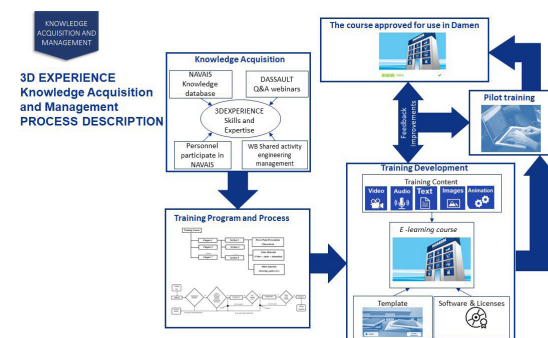 KNOWLEDGE
ACQUISITION AND
MANAGEMENT
3D EXPERIENCE
Knowledge Acquisition
and Management
PROCESS DESCRIPTION
Knowledge Acquisition
NAVAIS
Knowledge
database
DASSAULT
Q&A webinars
3DEXPERIENCE
Skills and
Expertise
Personnel
participate in
NAVAIS
WB Shared activity
engineering
management
Training Program and Process
The course approved for use in Damen
Feedback
Improvements
Pilot training
Training Development
Training Content
Video
Audio
Text
Images
Animation
E -learning course
Template
Software & Licenses